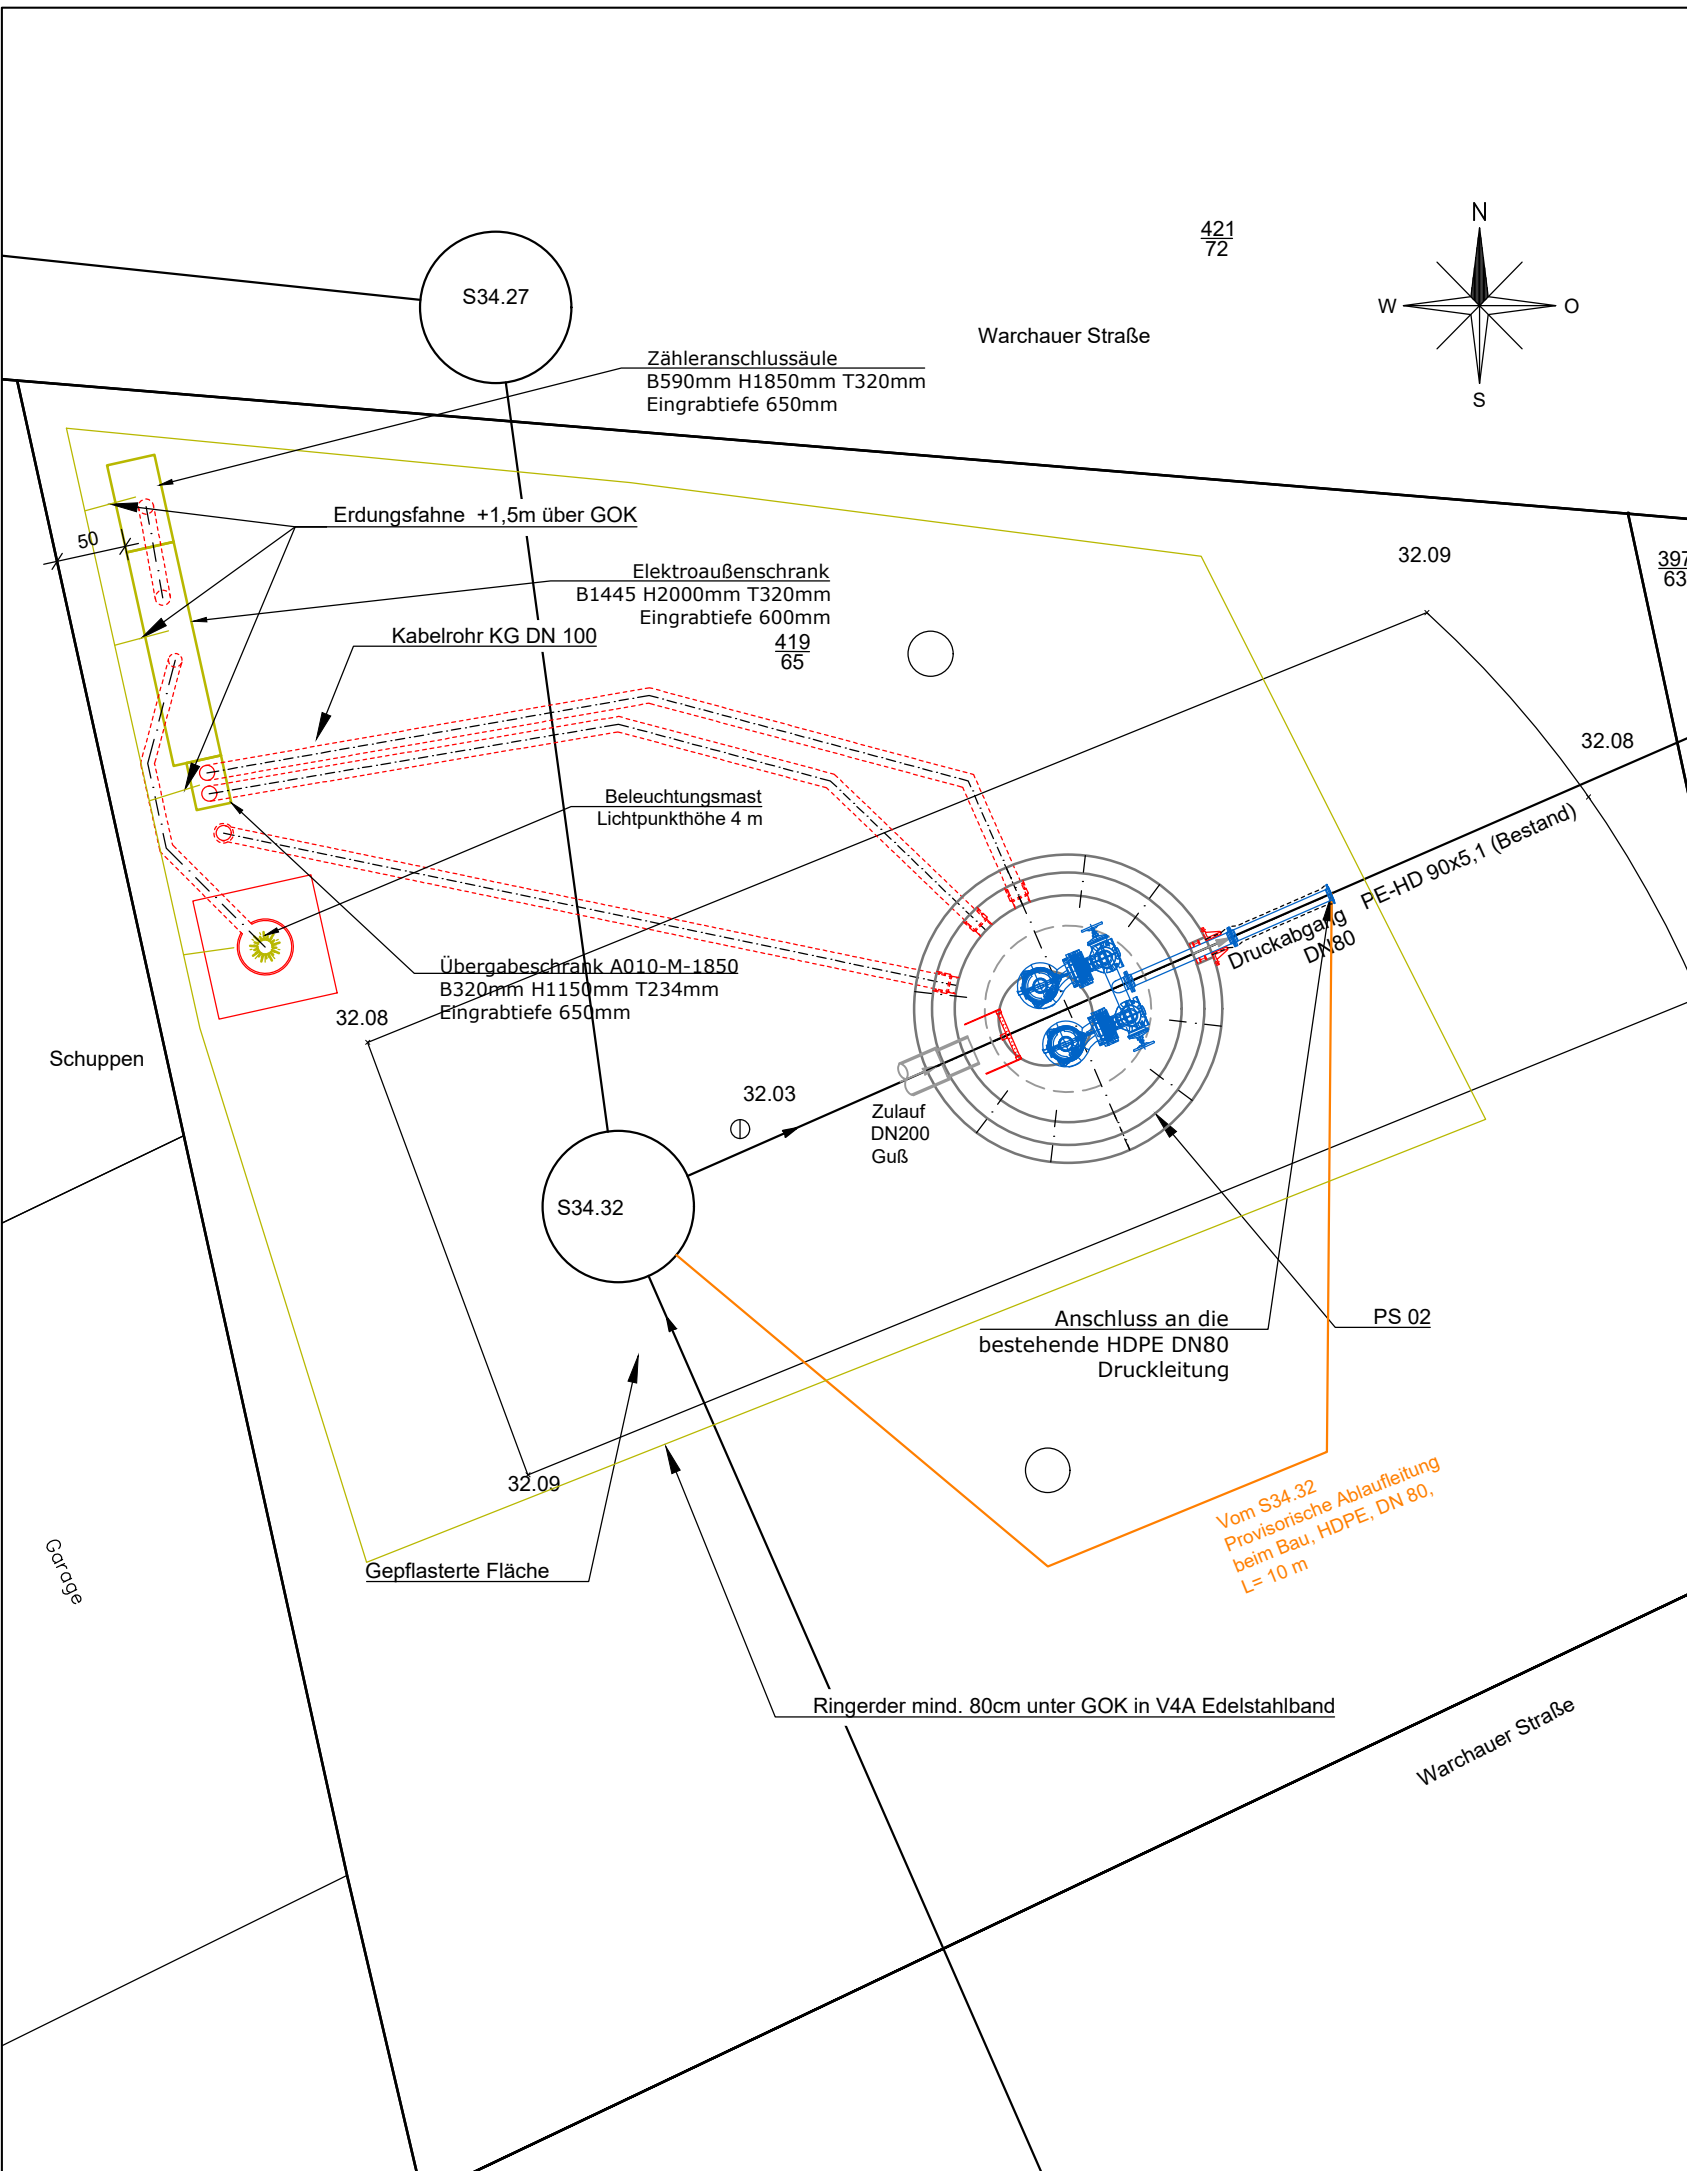 421
72
N
W
O
S
S34.27
Warchauer Straße
Zähleranschlussäule
B590mm H1850mm T320mm
Eingrabtiefe 650mm
Erdungsfahne +1,5m über GOK
50
32.09
397
63
Elektroaußenschrank
B1445 H2000mm T320mm
Eingrabtiefe 600mm
Kabelrohr KG DN 100
419
65
32.08
Beleuchtungsmast
Lichtpunkthöhe 4 m
PE-HD 90x5,1 (Bestand)
Druckabgang
DN80
Übergabeschrank A010-M-1850
B320mm H1150mm T234mm
Eingrabtiefe 650mm
32.08
Schuppen
32.03
Zulauf
DN200
Guß
S34.32
Anschluss an die
bestehende HDPE DN80
Druckleitung
PS 02
32.09
Vom S34.32
Provisorische Ablaufleitung
beim Bau, HDPE, DN 80,
L= 10 m
Garage
Gepflasterte Fläche
Ringerder mind. 80cm unter GOK in V4A Edelstahlband
Warchauer Straße